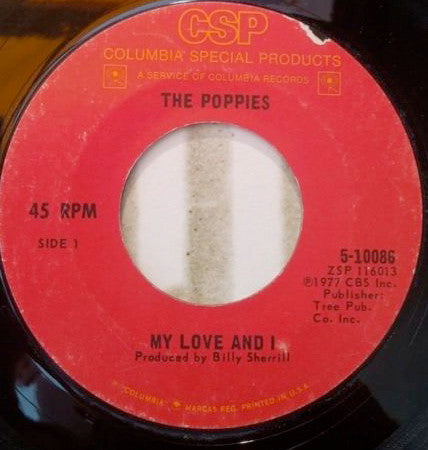 CSP
COLUMBIA SPECIAL PRODUCTS
A SERVICE OF COLUMBIA RECORDS
THE POPPIES
45 RPM
SIDE 1
5-10086
ZSP 116013
Ⓟ1977 CBS Inc.
Publisher:
Tree Pub.
Co. Inc.
MY LOVE AND I
Produced by Billy Sherrill
COLUMBIA MARCAS REG. PRINTED IN U.S.A.